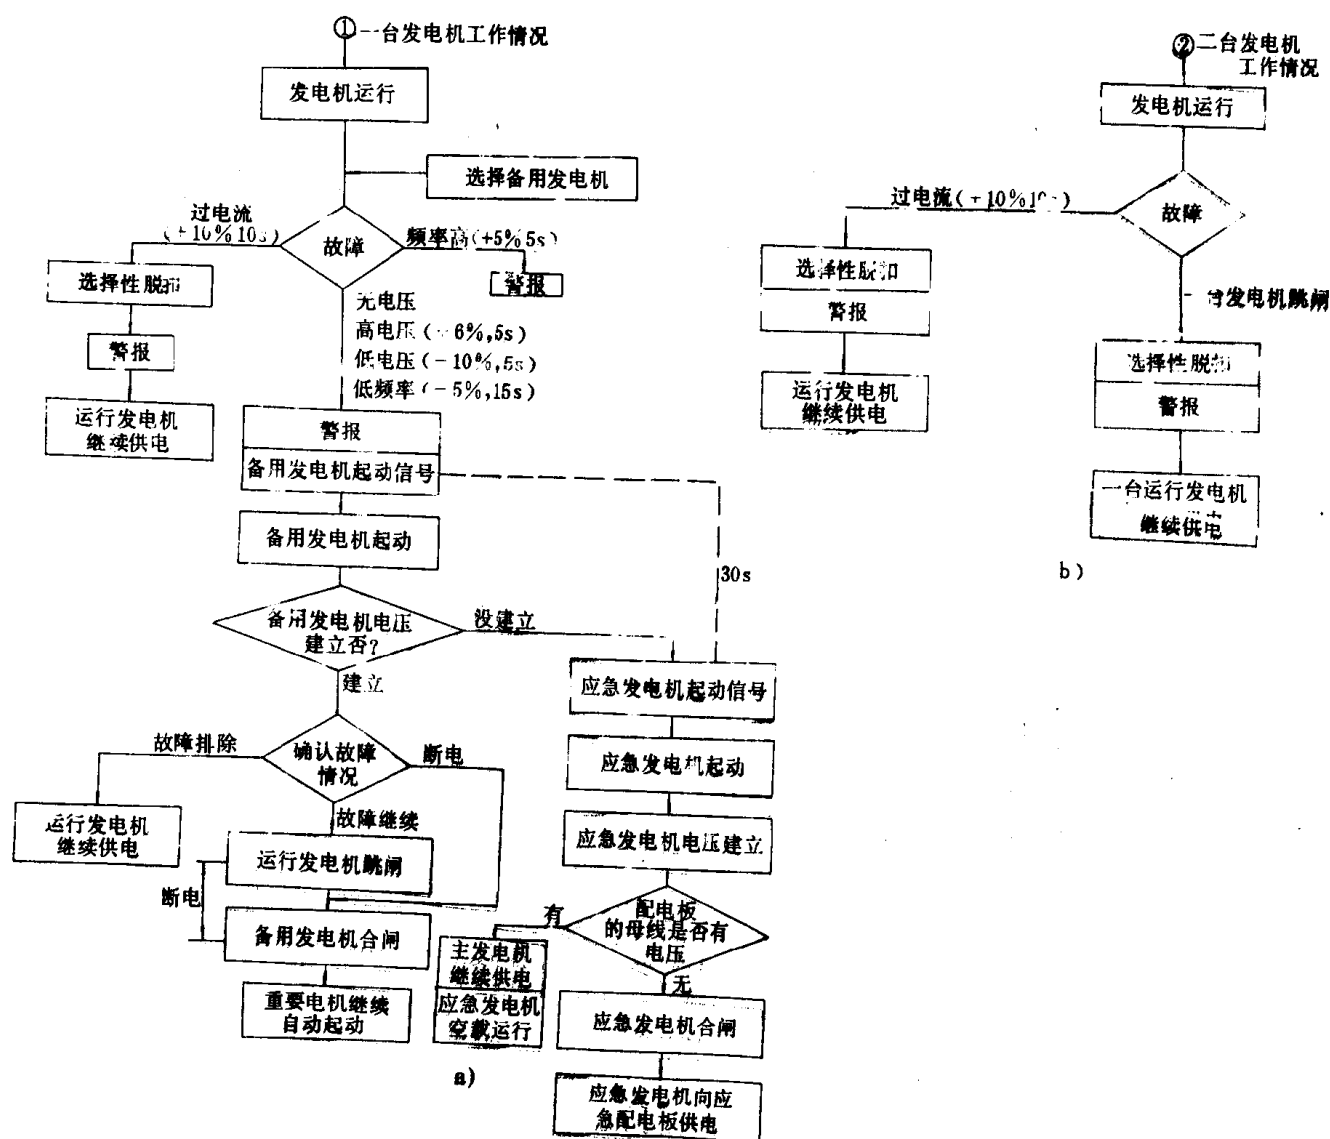 ①一台发电机工作情况
发电机运行
选择备用发电机
过电流
(+10%10s)
故障
频率高(+5%5s)
警报
选择性脱扣
警报
运行发电机
继续供电
无电压
高电压(+6%,5s)
低电压(-10%,5s)
低频率(-5%,15s)
警报
备用发电机起动信号
备用发电机起动
30s
备用发电机电压
建立否?
没建立
建立
应急发电机起动信号
故障排除
确认故障
情况
断电
应急发电机起动
运行发电机
继续供电
故障继续
应急发电机电压建立
运行发电机跳闸
断电
备用发电机合闸
有
配电板
的母线是否有
电压
主发电机
继续供电
应急发电机
空载运行
无
重要电机继续
自动起动
应急发电机合闸
应急发电机向应
急配电板供电
a)
②二台发电机
工作情况
发电机运行
过电流(+10%10s)
故障
选择性脱扣
警报
运行发电机
继续供电
一台发电机跳闸
选择性脱扣
警报
一台运行发电机
继续供电
b)